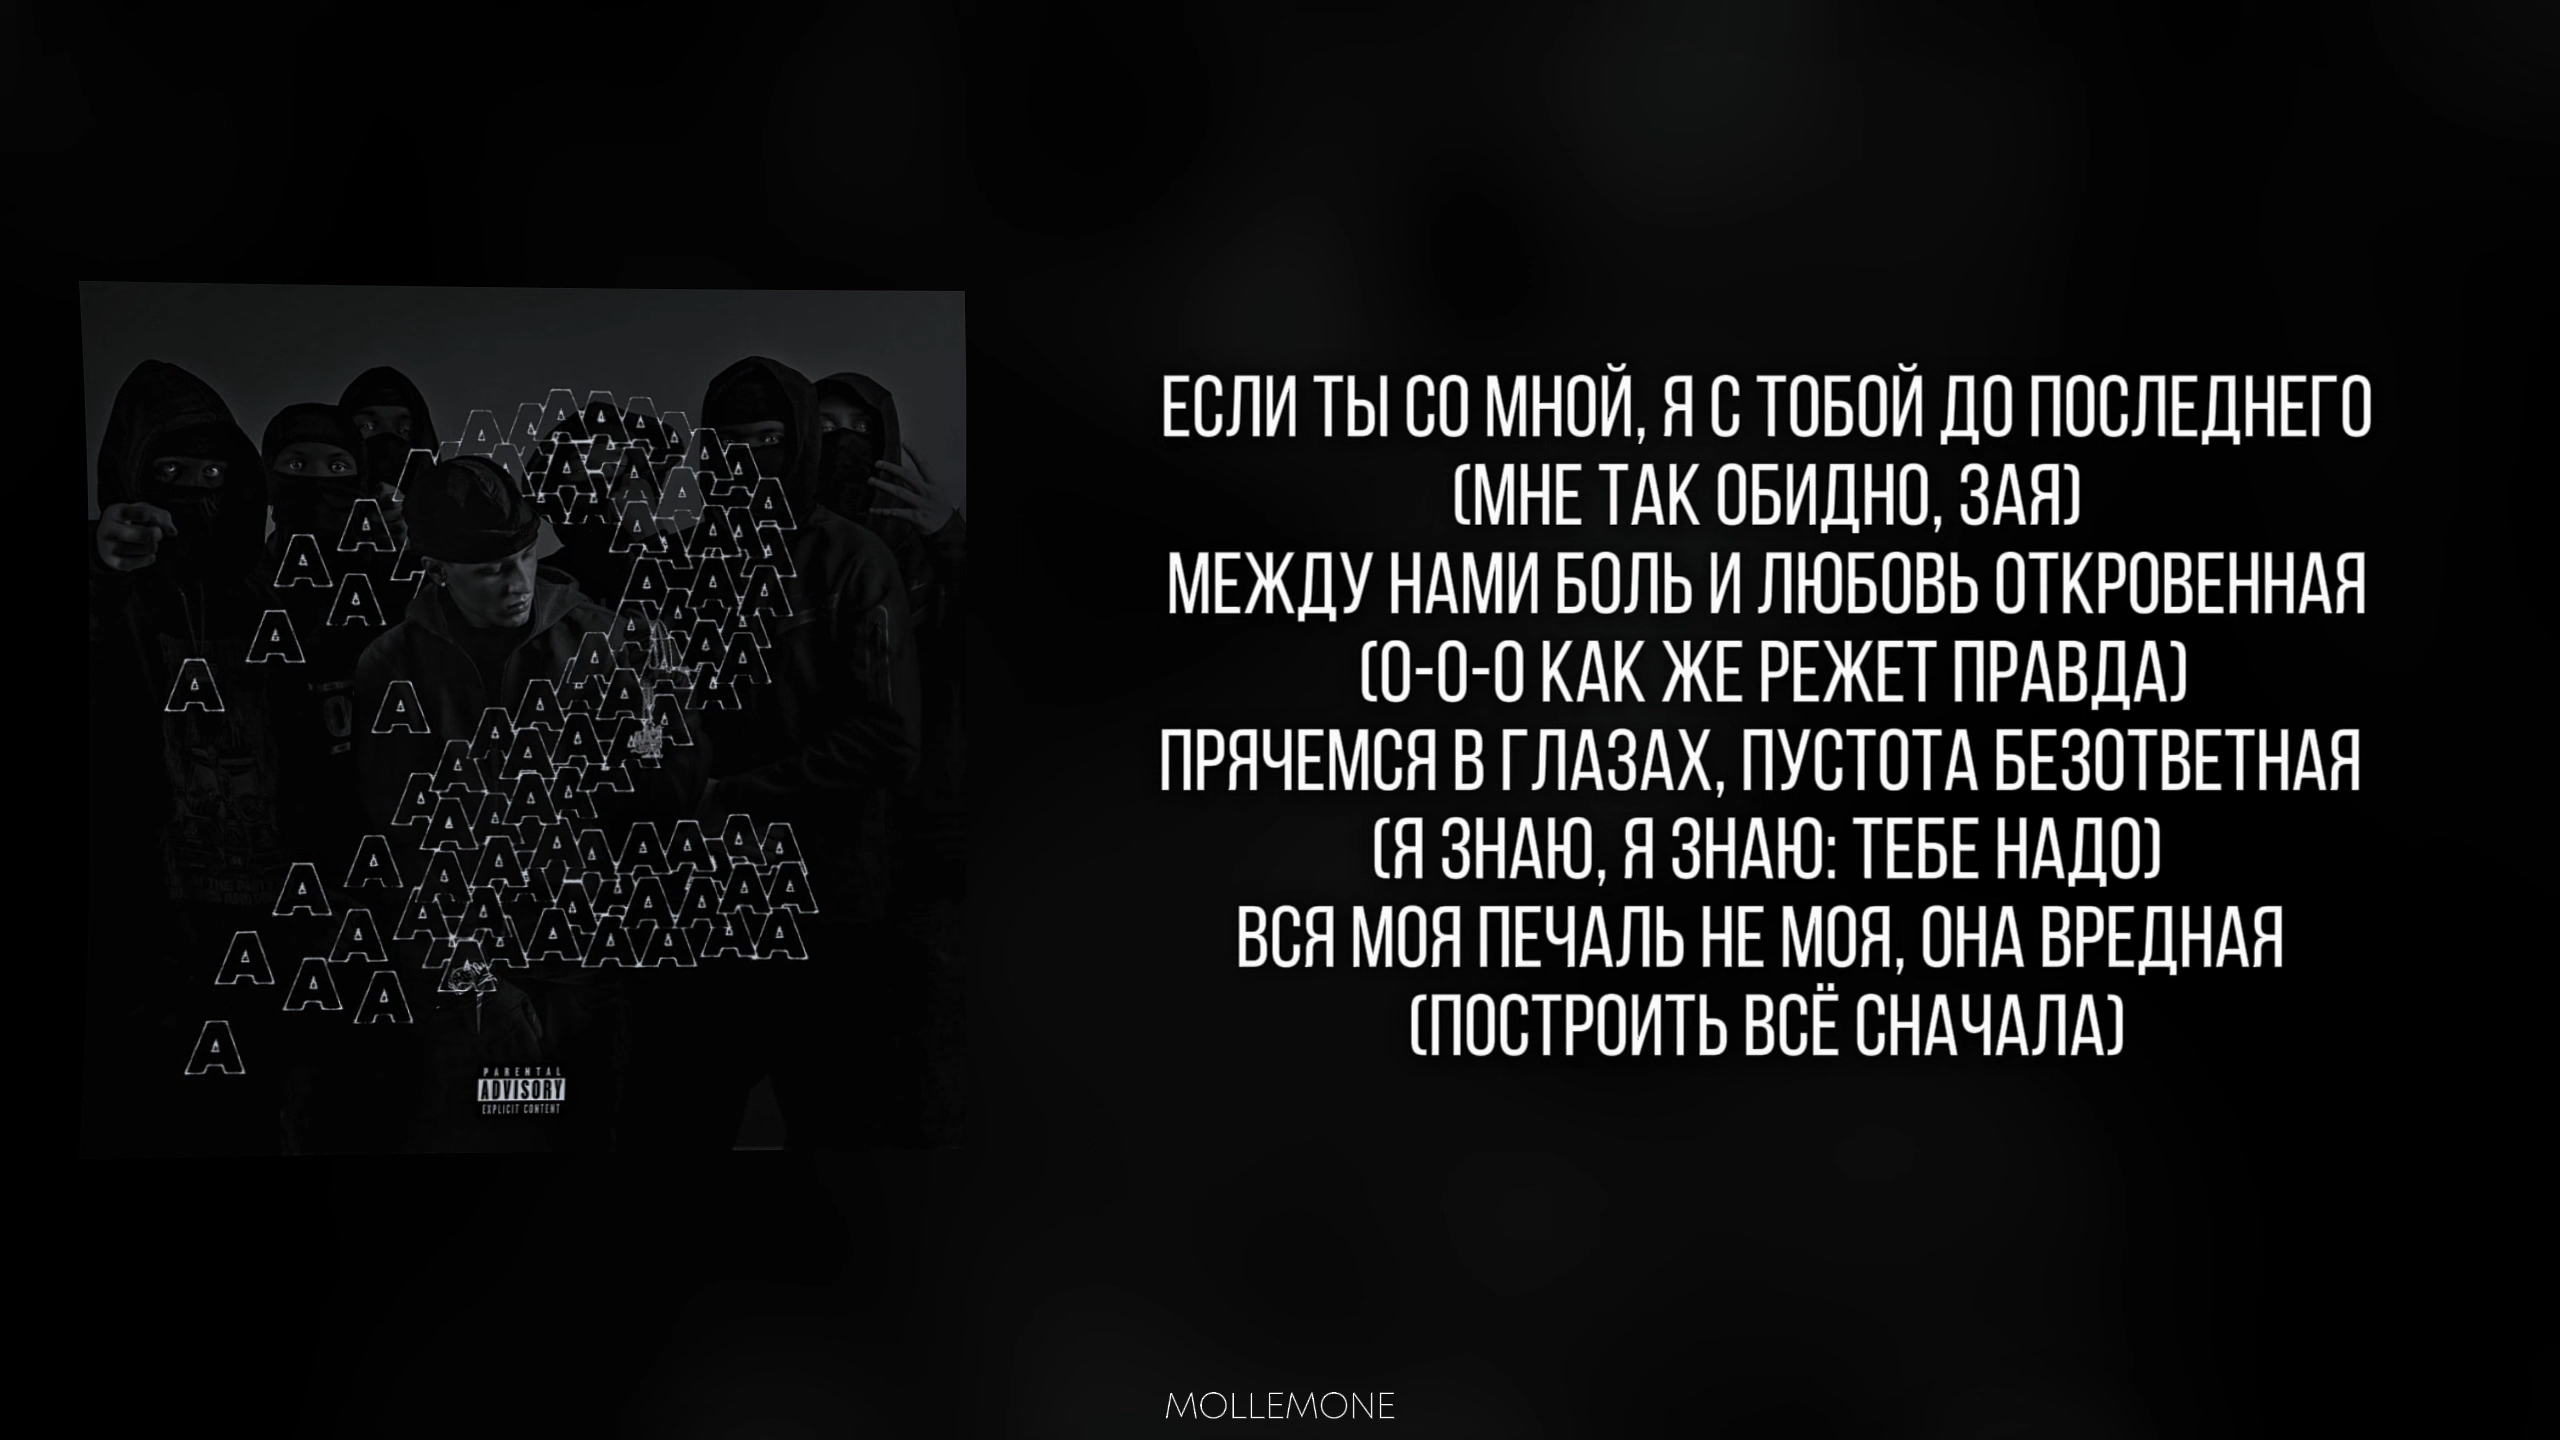 ЕСЛИ ТЫ СО МНОЙ, Я С ТОБОЙ ДО ПОСЛЕДНЕГО
(МНЕ ТАК ОБИДНО, ЗАЯ)
МЕЖДУ НАМИ БОЛЬ И ЛЮБОВЬ ОТКРОВЕННАЯ
(О-О-О КАК ЖЕ РЕЖЕТ ПРАВДА)
ПРЯЧЕМСЯ В ГЛАЗАХ, ПУСТОТА БЕЗОТВЕТНАЯ
(Я ЗНАЮ, Я ЗНАЮ: ТЕБЕ НАДО)
ВСЯ МОЯ ПЕЧАЛЬ НЕ МОЯ, ОНА ВРЕДНАЯ
(ПОСТРОИТЬ ВСЁ СНАЧАЛА)
PARENTAL
ADVISORY
EXPLICIT CONTENT
MOLLEMONE